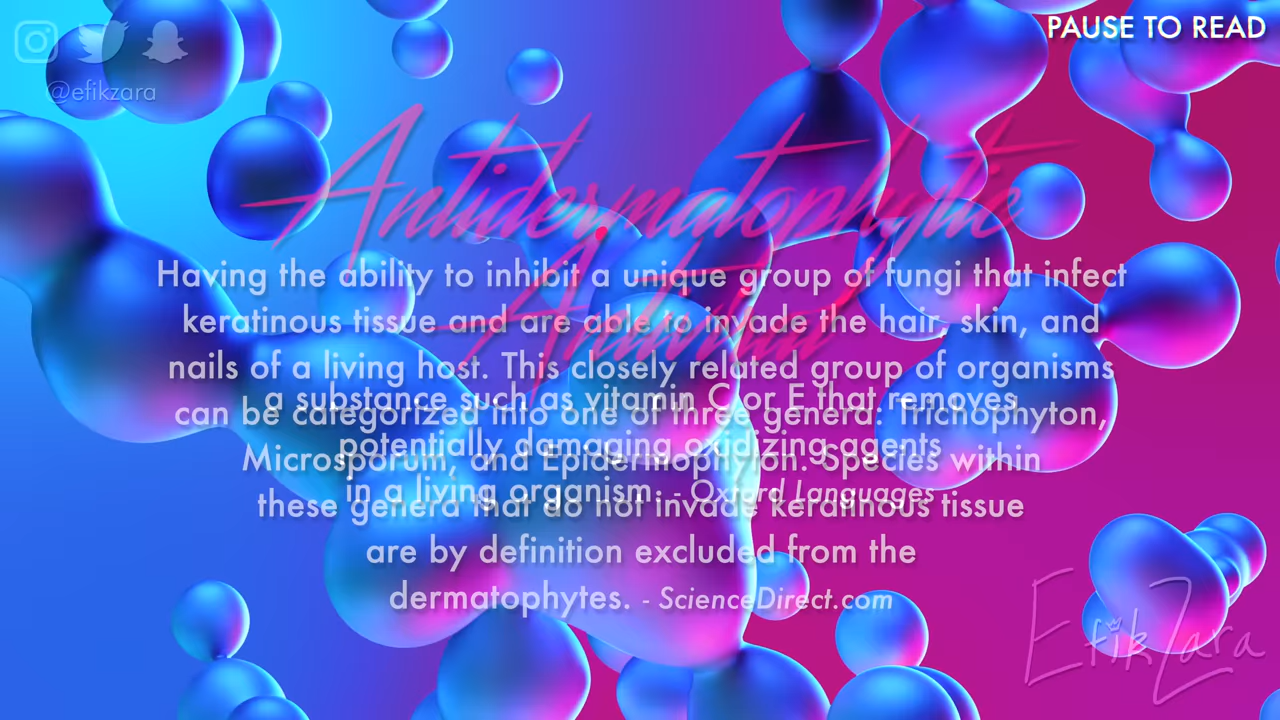 PAUSE TO READ
@efikzara
Antidermatophytic
Having the ability to inhibit a unique group of fungi that infect
keratinous tissue and are able to invade the hair, skin, and
nails of a living host. This closely related group of organisms
can be categorized into one of three genera: Trichophyton,
Microsporum, and Epidermophyton. Species within
these genera that do not invade keratinous tissue
are by definition excluded from the
dermatophytes. - ScienceDirect.com
a substance such as vitamin C or E that removes
potentially damaging oxidizing agents
in a living organism. - Oxford Languages
EfikZara